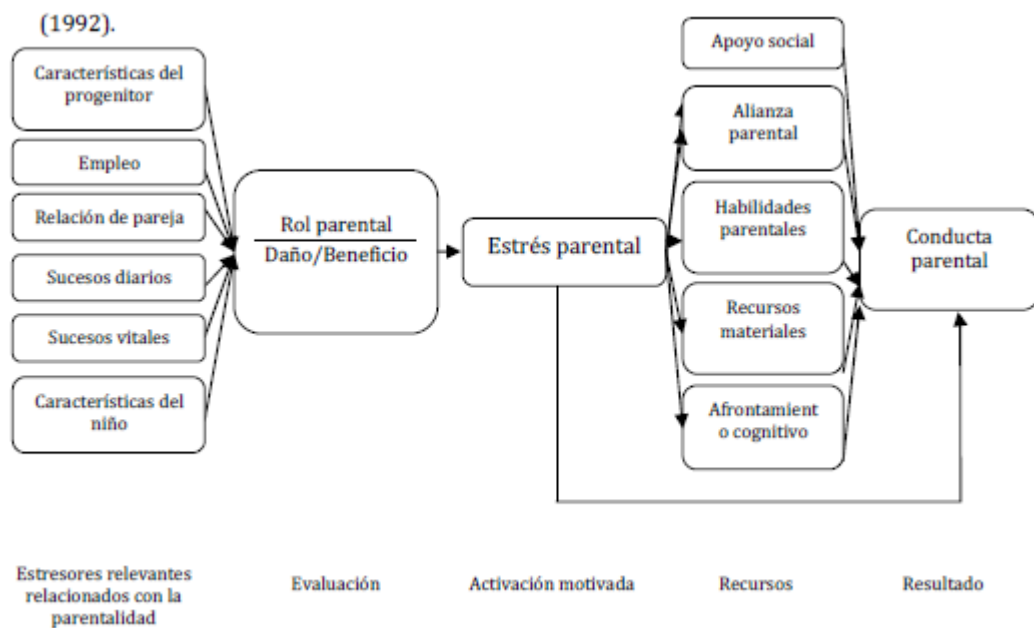 (1992).
Características del
progenitor
Empleo
Relación de pareja
Sucesos diarios
Sucesos vitales
Características del
niño
Rol parental
Daño/Beneficio
Estrés parental
Apoyo social
Alianza
parental
Habilidades
parentales
Recursos
materiales
Afrontamient
o cognitivo
Conducta
parental
Estresores relevantes
relacionados con la
parentalidad
Evaluación
Activación motivada
Recursos
Resultado